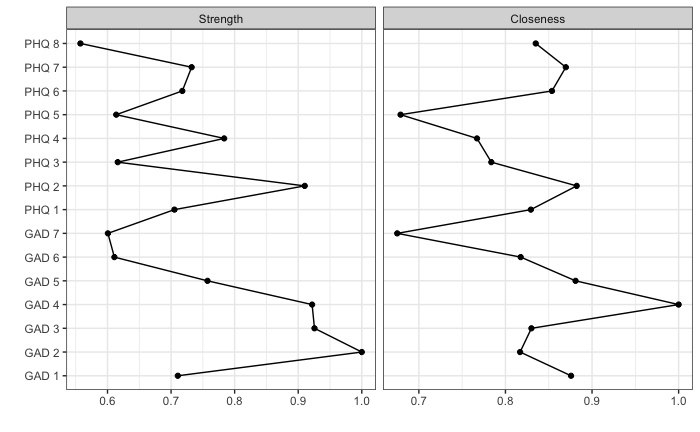 Strength Closeness
PHQ 8
PHQ 7
PHQ 6
PHQ 5
PHQ 4
PHQ 3
PHQ 2
PHQ 1
GAD 7
GAD 6
GAD 5
GAD 4
GAD 3
GAD 2
GAD 1
0.6 0.7 0.8 0.9 1.0 0.7 0.8 0.9 1.0